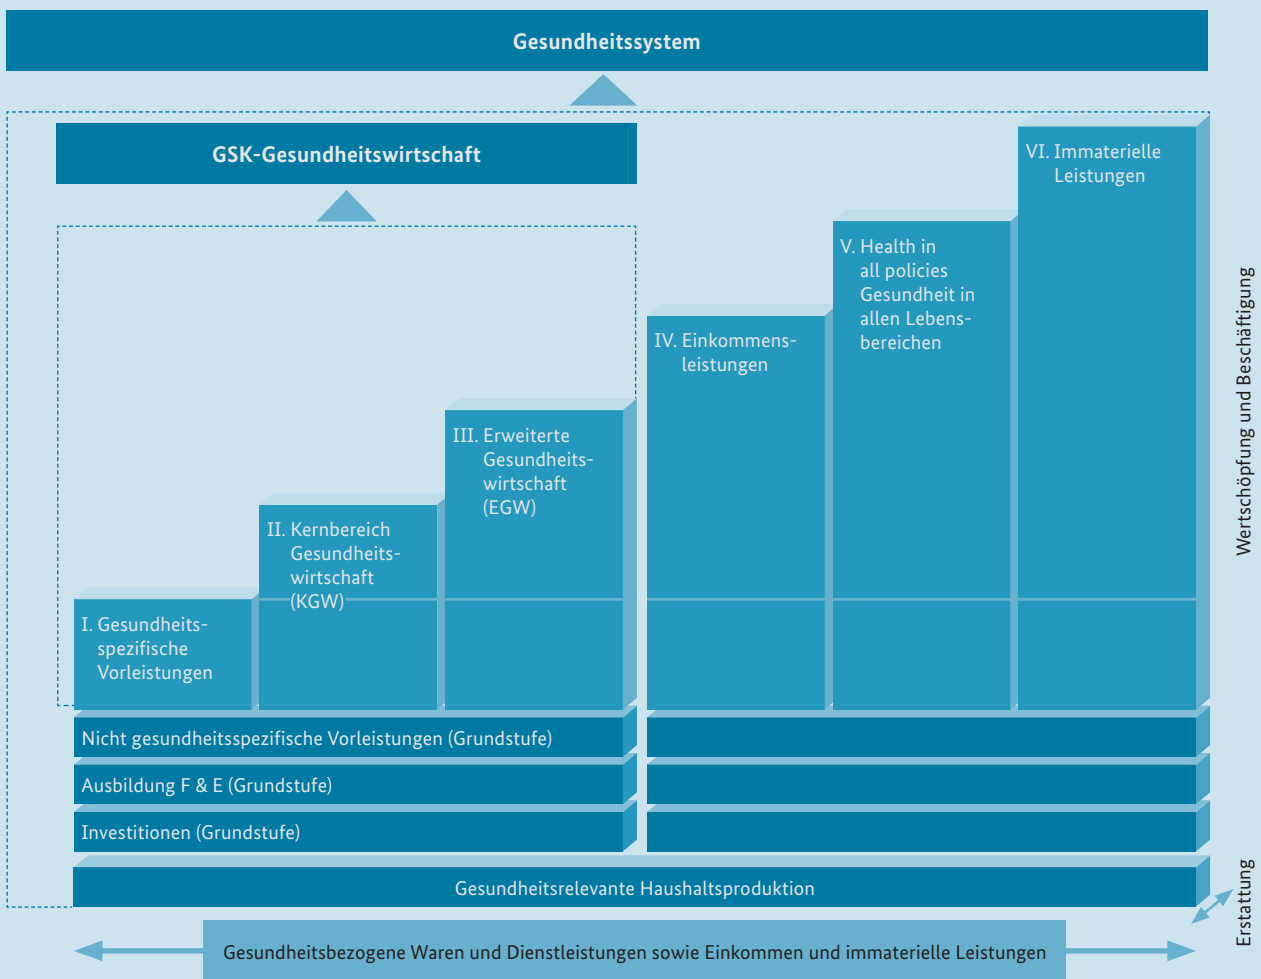 Gesundheitssystem
GSK-Gesundheitswirtschaft
I. Gesundheits-
spezifische
Vorleistungen
II. Kernbereich
Gesundheits-
wirtschaft
(KGW)
III. Erweiterte
Gesundheits-
wirtschaft
(EGW)
IV. Einkommens-
leistungen
V. Health in
all policies
Gesundheit in
allen Lebens-
bereichen
VI. Immaterielle
Leistungen
Wertschöpfung und Beschäftigung
Nicht gesundheitsspezifische Vorleistungen (Grundstufe)
Ausbildung F & E (Grundstufe)
Investitionen (Grundstufe)
Gesundheitsrelevante Haushaltsproduktion
Erstattung
Gesundheitsbezogene Waren und Dienstleistungen sowie Einkommen und immaterielle Leistungen